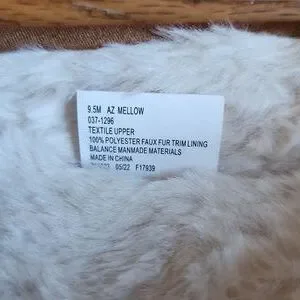 9.5M AZ MELLOW
037-1296
TEXTILE UPPER
100% POLYESTER FAUX FUR TRIM LINING
BALANCE MANMADE MATERIALS
MADE IN CHINA
05/22 F17939